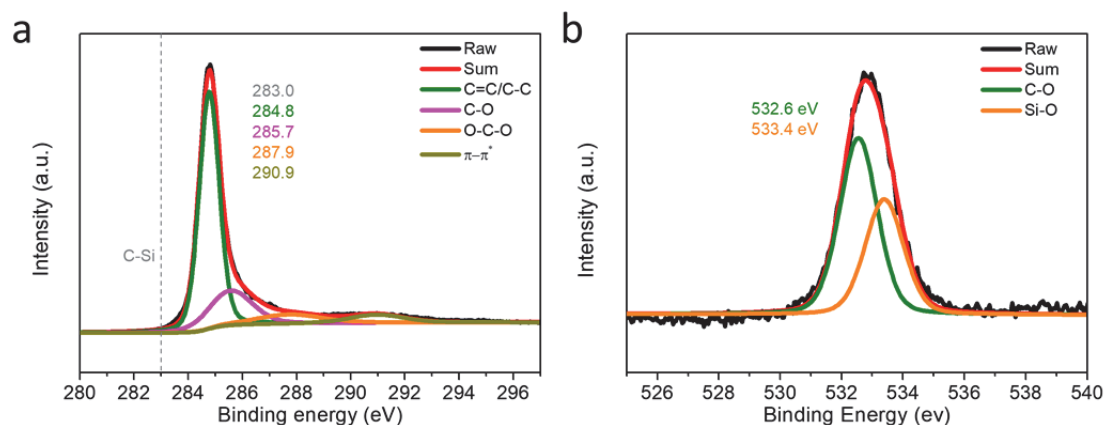 a
Raw
Sum
C=C/C-C
C-O
O-C-O
π-π*
283.0
284.8
285.7
287.9
290.9
C-Si
Intensity (a.u.)
280 282 284 286 288 290 292 294 296
Binding energy (eV)
b
Raw
Sum
C-O
Si-O
532.6 eV
533.4 eV
Intensity (a.u.)
526 528 530 532 534 536 538 540
Binding Energy (ev)